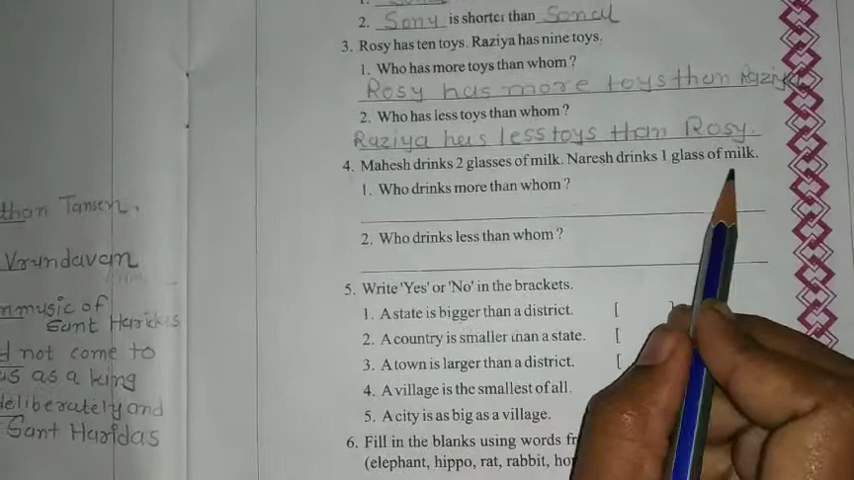 2. Sony is shorter than
3. Rosy has ten toys. Raziya has nine toys.
1. Who has more toys than whom?
Rosy has more toys than Raziya
2. Who has less toys than whom?
Raziya has less toys than Rosy.
4. Mahesh drinks 2 glasses of milk. Naresh drinks 1 glass of milk.
1. Who drinks more than whom?
2. Who drinks less than whom?
5. Write 'Yes' or 'No' in the brackets.
1. A state is bigger than a district. [ ]
2. A country is smaller than a state. [
3. A town is larger than a district. [
4. A village is the smallest of all.
5. A city is as big as a village.
6. Fill in the blanks using words
(elephant, hippo, rat, rabbit,
than Tansen.
Vrundavan
music of
Sant Haridas
not come to
as a king
deliberately and
Sant Haridas